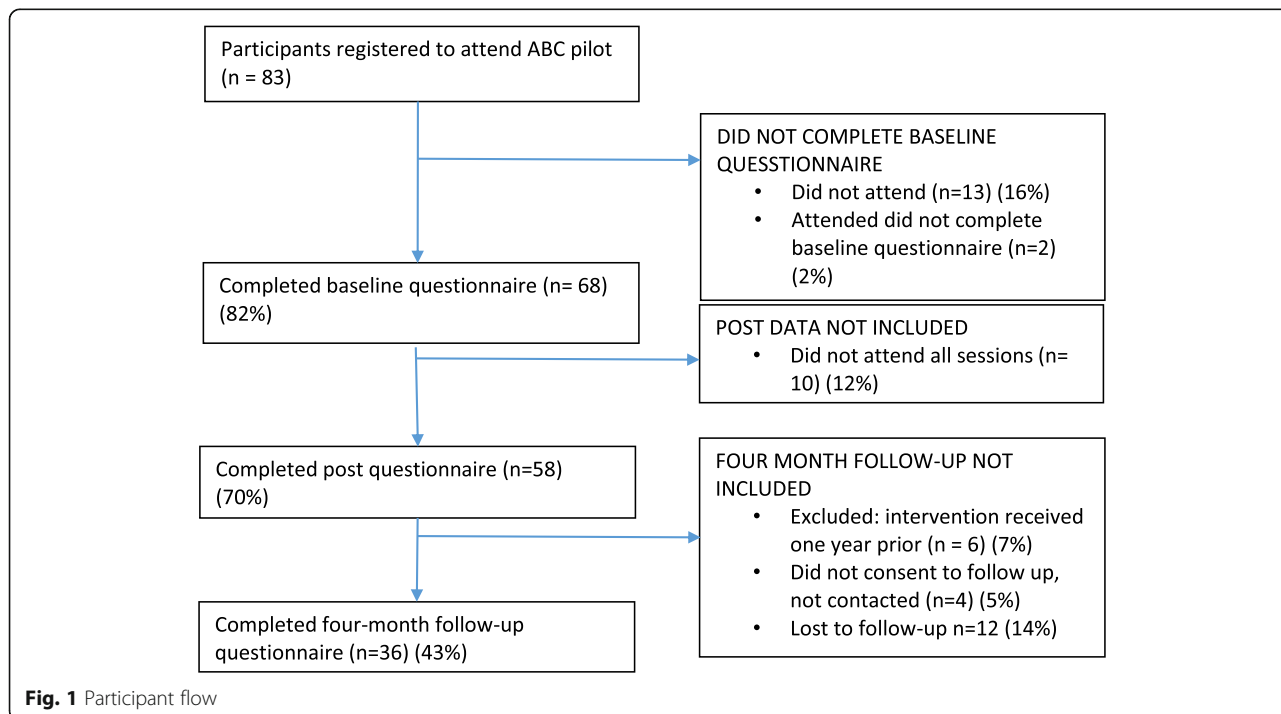 Participants registered to attend ABC pilot
(n = 83)
DID NOT COMPLETE BASELINE
QUESSTIONNAIRE
• Did not attend (n=13) (16%)
• Attended did not complete
baseline questionnaire (n=2)
(2%)
Completed baseline questionnaire (n= 68)
(82%)
POST DATA NOT INCLUDED
• Did not attend all sessions (n=
10) (12%)
Completed post questionnaire (n=58)
(70%)
FOUR MONTH FOLLOW-UP NOT
INCLUDED
• Excluded: intervention received
one year prior (n = 6) (7%)
• Did not consent to follow up,
not contacted (n=4) (5%)
• Lost to follow-up n=12 (14%)
Completed four-month follow-up
questionnaire (n=36) (43%)
Fig. 1 Participant flow